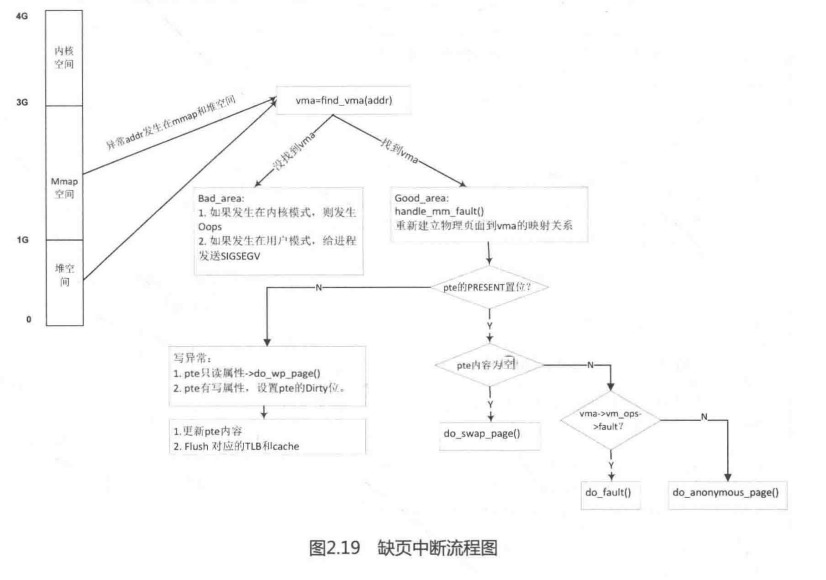 4G
内核
空间
3G
异常addr发生在mmap和堆空间
Mmap
空间
1G
堆空
间
0
vma=find_vma(addr)
没找到vma
找到vma
Bad_area:
1. 如果发生在内核模式，则发生
Oops
2. 如果发生在用户模式，给进程
发送SIGSEGV
Good_area:
handle_mm_fault()
重新建立物理页面到vma的映射关系
pte的PRESENT置位?
N
Y
写异常:
1. pte只读属性->do_wp_page()
2. pte有写属性，设置pte的Dirty位。
1.更新pte内容
2. Flush 对应的TLB和cache
pte内容为空
N
Y
do_swap_page()
vma->vm_ops-
>fault?
N
Y
do_fault()
do_anonymous_page()
图2.19 缺页中断流程图